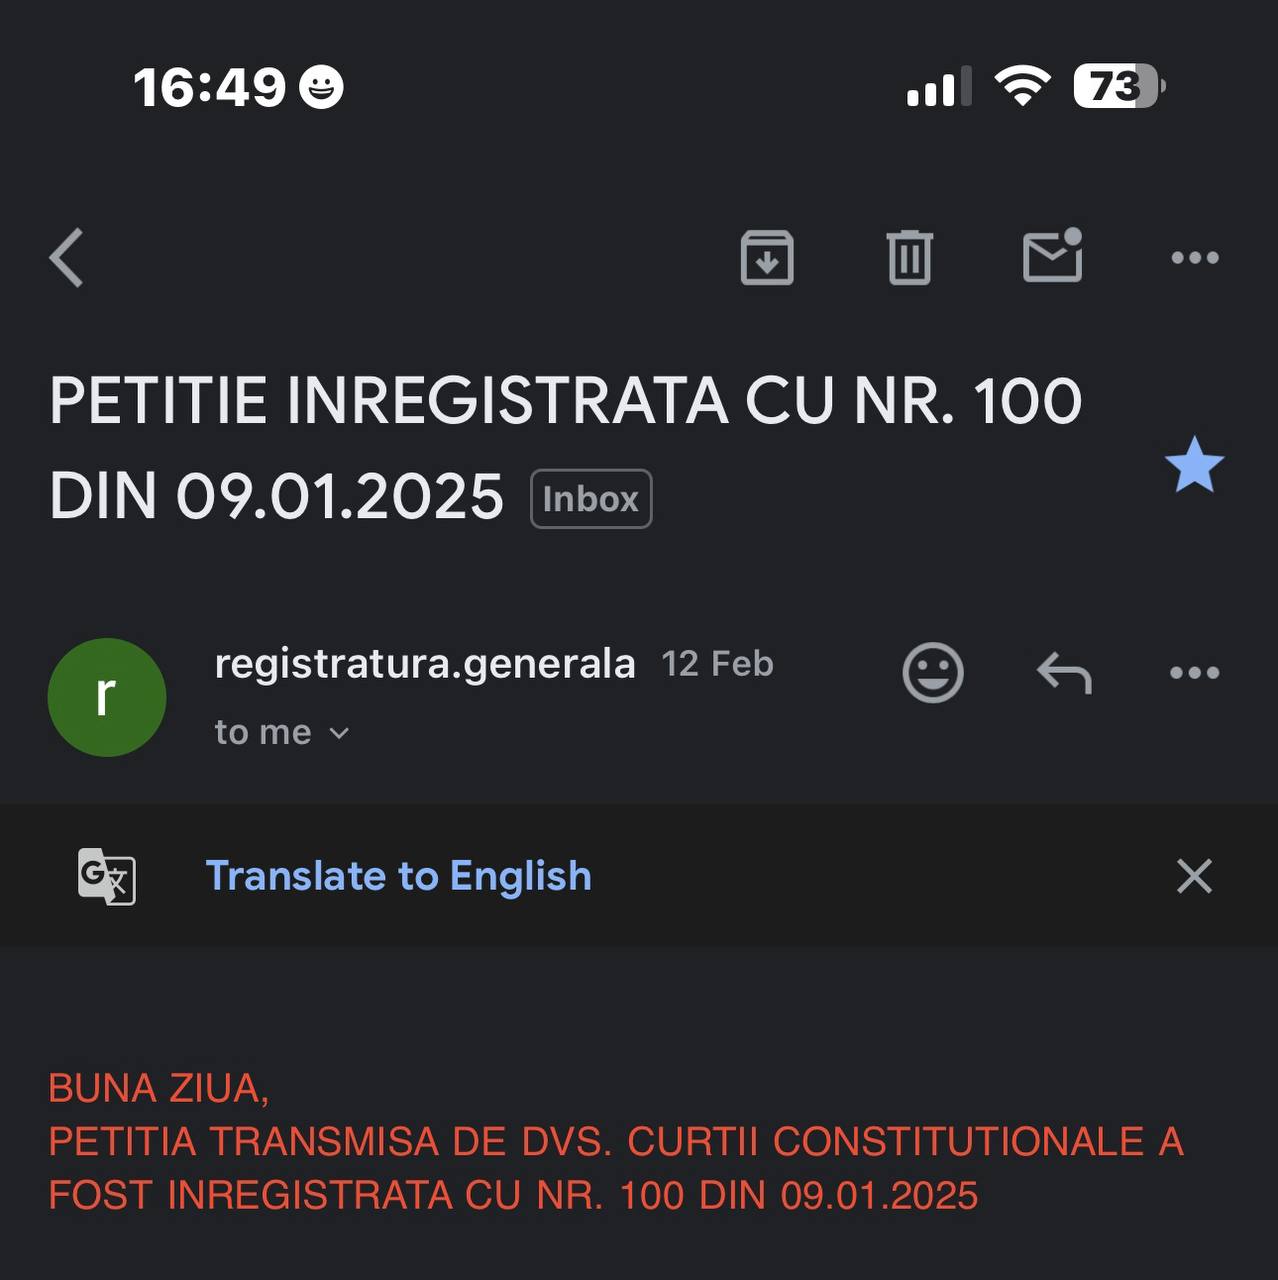 16:49
73
PETITIE INREGISTRATA CU NR. 100
DIN 09.01.2025 Inbox
r
registratura.generala 12 Feb
to me
G文
Translate to English
BUNA ZIUA,
PETITIA TRANSMISA DE DVS. CURTII CONSTITUTIONALE A
FOST INREGISTRATA CU NR. 100 DIN 09.01.2025